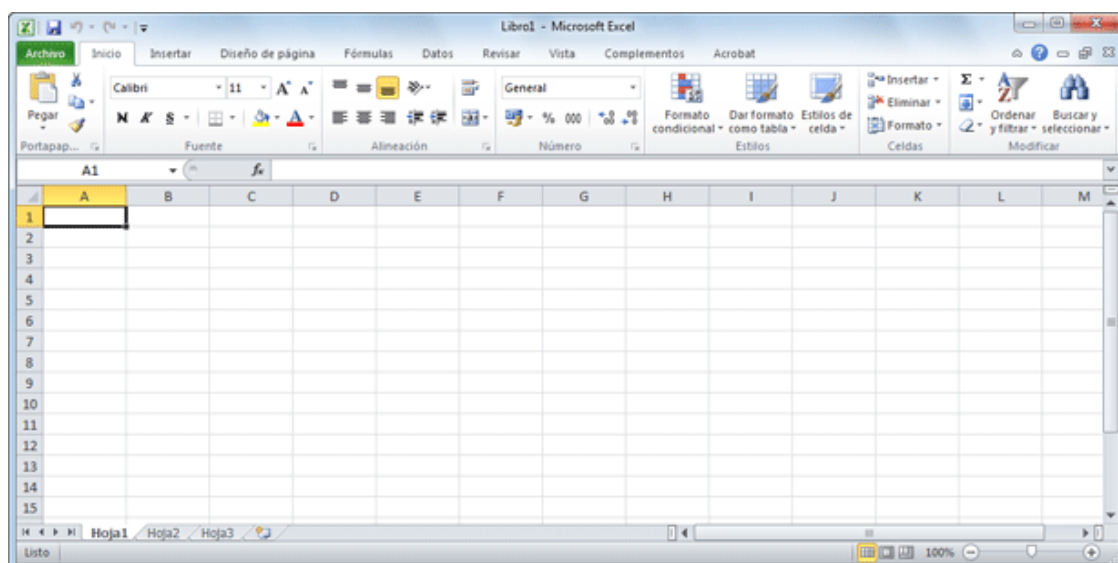 Libro1 - Microsoft Excel
Archivo Inicio Insertar Diseño de página Fórmulas Datos Revisar Vista Complementos Acrobat
Pegar
Portapap...
Calibri 11 A A
N K S A
Fuente
Alineación
General
% 000
Número
Formato condicional
Dar formato como tabla
Estilos de celda
Estilos
Insertar
Eliminar
Formato
Celdas
Σ
Ordenar y filtrar
Buscar y seleccionar
Modificar
A1 fx
A B C D E F G H I J K L M
1
2
3
4
5
6
7
8
9
10
11
12
13
14
15
Hoja1 Hoja2 Hoja3
Listo 100%